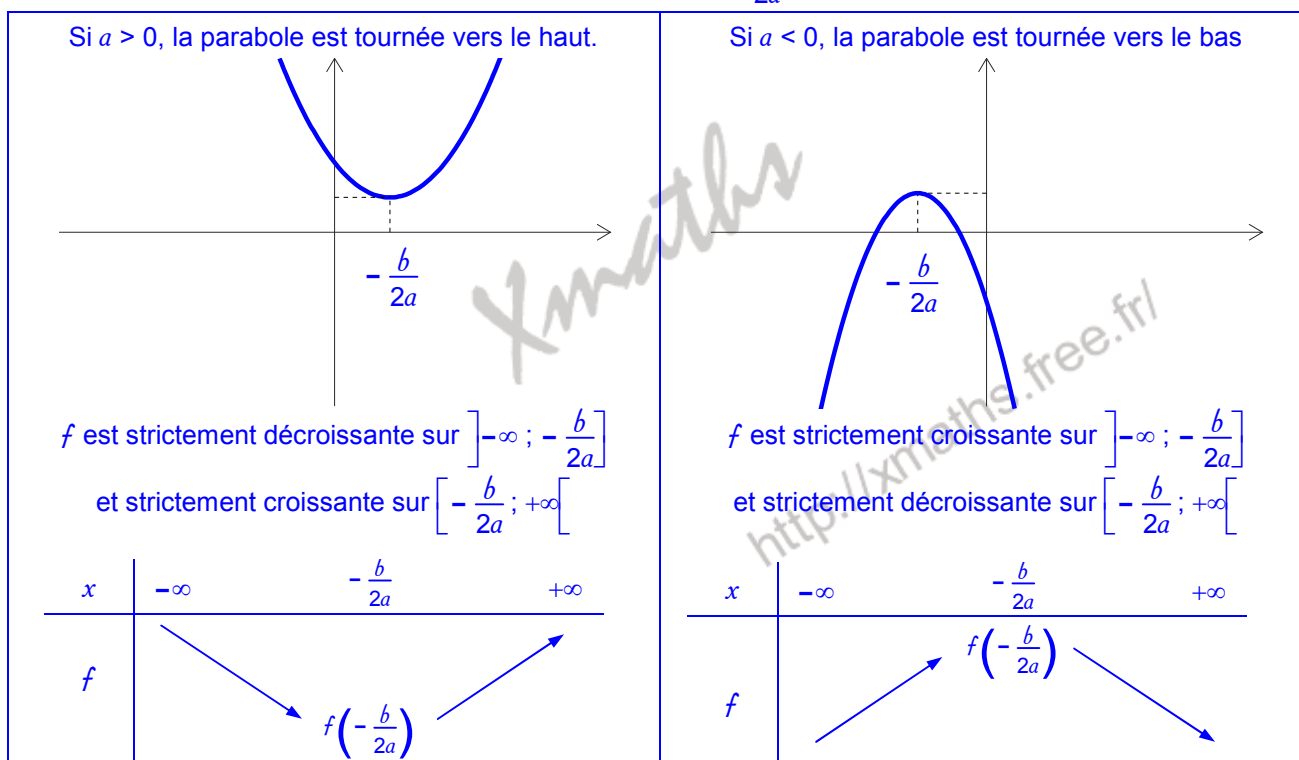 2a
Si a > 0, la parabole est tournée vers le haut.
− b/2a
f est strictement décroissante sur ]−∞ ; − b/2a]
et strictement croissante sur [− b/2a ; +∞[
x −∞ − b/2a +∞
f
f(− b/2a)
Si a < 0, la parabole est tournée vers le bas
− b/2a
f est strictement croissante sur ]−∞ ; − b/2a]
et strictement décroissante sur [− b/2a ; +∞[
x −∞ − b/2a +∞
f(− b/2a)
f
Xmaths
http://xmaths.free.fr/